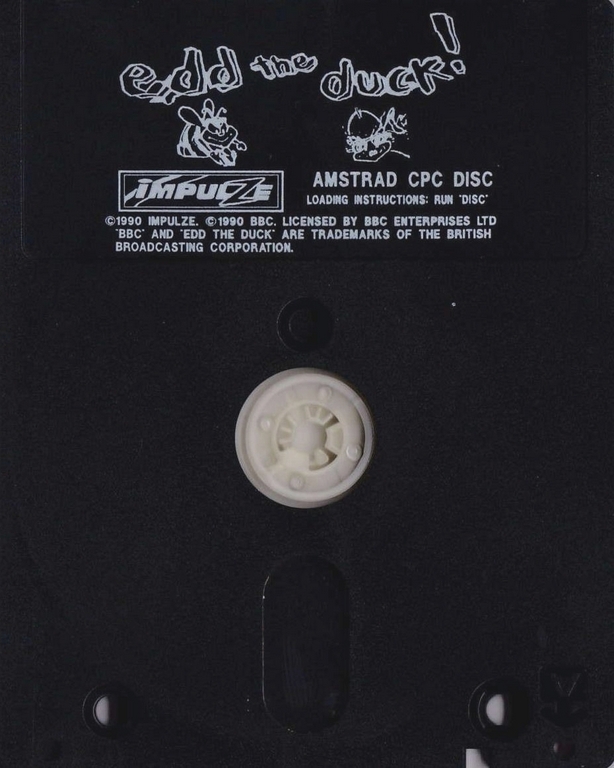 edd the duck!
IMPULZE
AMSTRAD CPC DISC
LOADING INSTRUCTIONS: RUN "DISC"
©1990 IMPULZE. ©1990 BBC. LICENSED BY BBC ENTERPRISES LTD
"BBC" AND "EDD THE DUCK" ARE TRADEMARKS OF THE BRITISH
BROADCASTING CORPORATION.